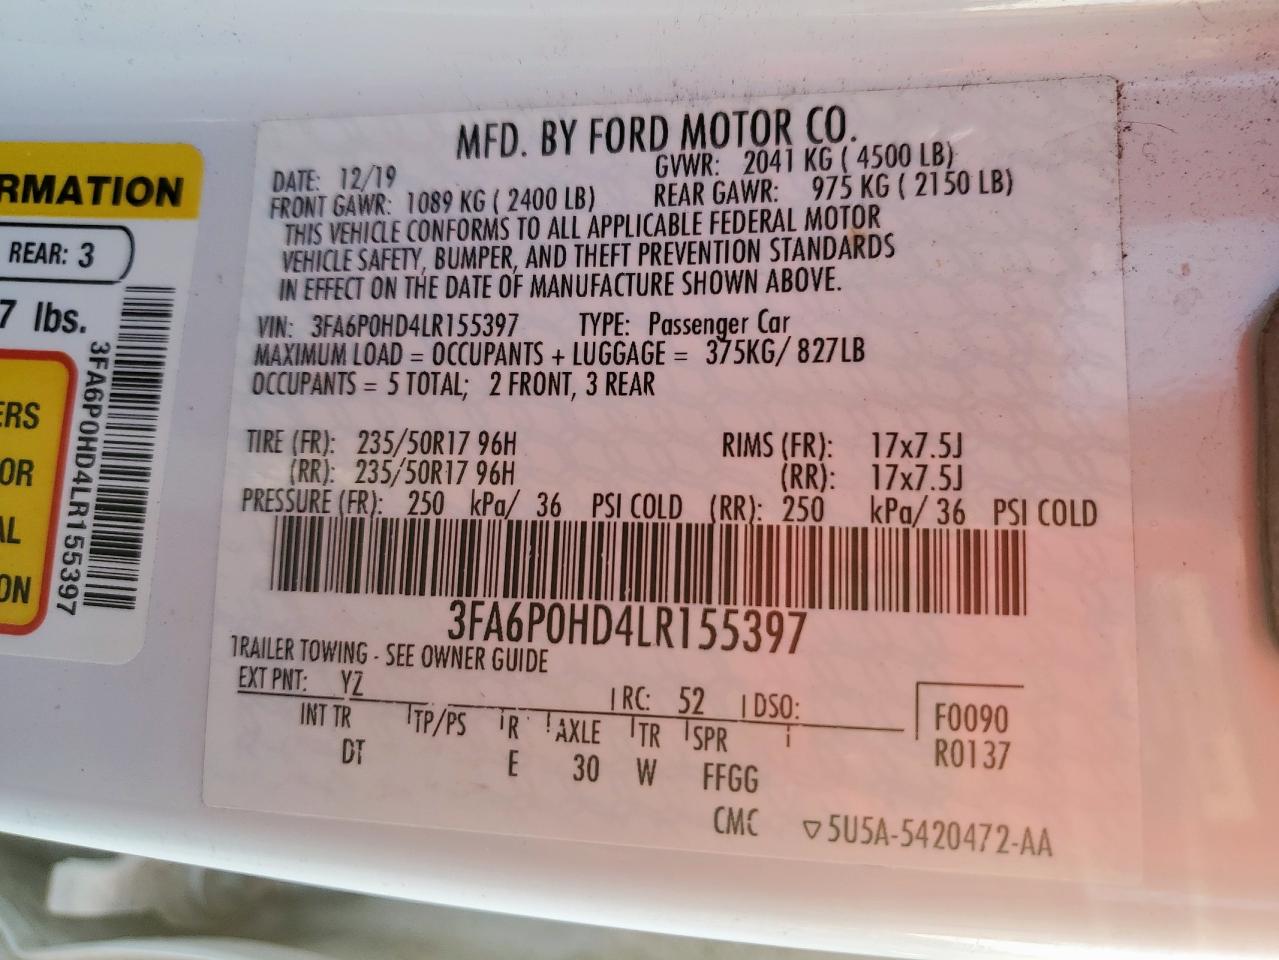 RMATION
REAR: 3
7 lbs.
ERS
OR
AL
ON
3FA6P0HD4LR155397
MFD. BY FORD MOTOR CO.
DATE: 12/19 GVWR: 2041 KG ( 4500 LB)
FRONT GAWR: 1089 KG ( 2400 LB) REAR GAWR: 975 KG ( 2150 LB)
THIS VEHICLE CONFORMS TO ALL APPLICABLE FEDERAL MOTOR
VEHICLE SAFETY, BUMPER, AND THEFT PREVENTION STANDARDS
IN EFFECT ON THE DATE OF MANUFACTURE SHOWN ABOVE.
VIN: 3FA6P0HD4LR155397 TYPE: Passenger Car
MAXIMUM LOAD = OCCUPANTS + LUGGAGE = 375KG/ 827LB
OCCUPANTS = 5 TOTAL; 2 FRONT, 3 REAR
TIRE (FR): 235/50R17 96H RIMS (FR): 17x7.5J
(RR): 235/50R17 96H (RR): 17x7.5J
PRESSURE (FR): 250 kPa/ 36 PSI COLD (RR): 250 kPa/ 36 PSI COLD
3FA6P0HD4LR155397
TRAILER TOWING - SEE OWNER GUIDE
EXT PNT: YZ RC: 52 DSO:
INT TR TP/PS R AXLE TR SPR F0090
DT E 30 W FFGG R0137
CMC ▽5U5A-5420472-AA